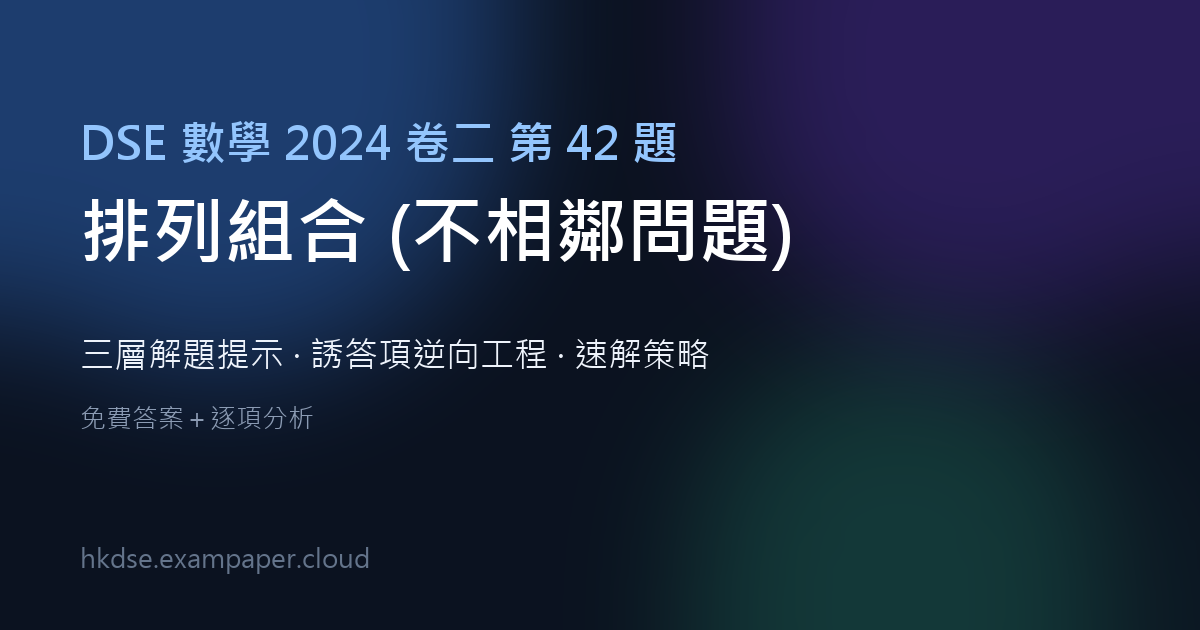 DSE 數學 2024 卷二 第 42 題
排列組合 (不相鄰問題)
三層解題提示 · 誘答項逆向工程 · 速解策略
免費答案 + 逐項分析
hkdse.exampaper.cloud